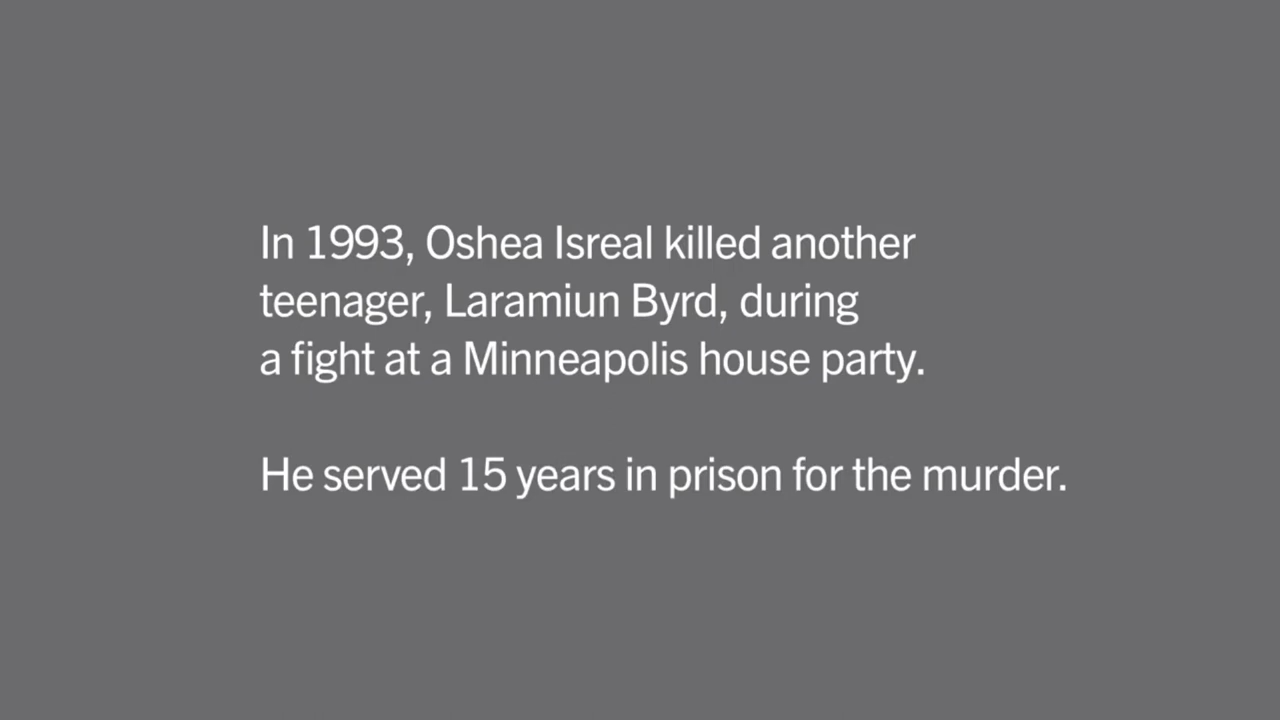 In 1993, Oshea Isreal killed another
teenager, Laramiun Byrd, during
a fight at a Minneapolis house party.
He served 15 years in prison for the murder.